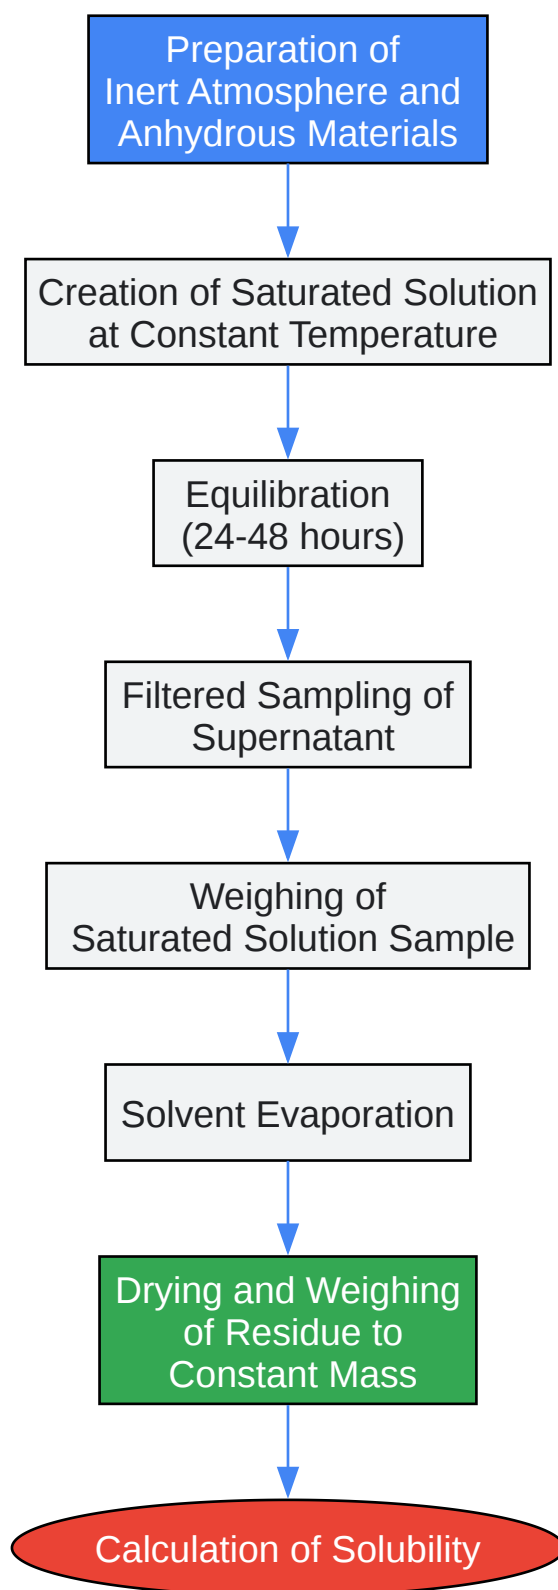 Preparation of
Inert Atmosphere and
Anhydrous Materials
Creation of Saturated Solution
at Constant Temperature
Equilibration
(24-48 hours)
Filtered Sampling of
Supernatant
Weighing of
Saturated Solution Sample
Solvent Evaporation
Drying and Weighing
of Residue to
Constant Mass
Calculation of Solubility